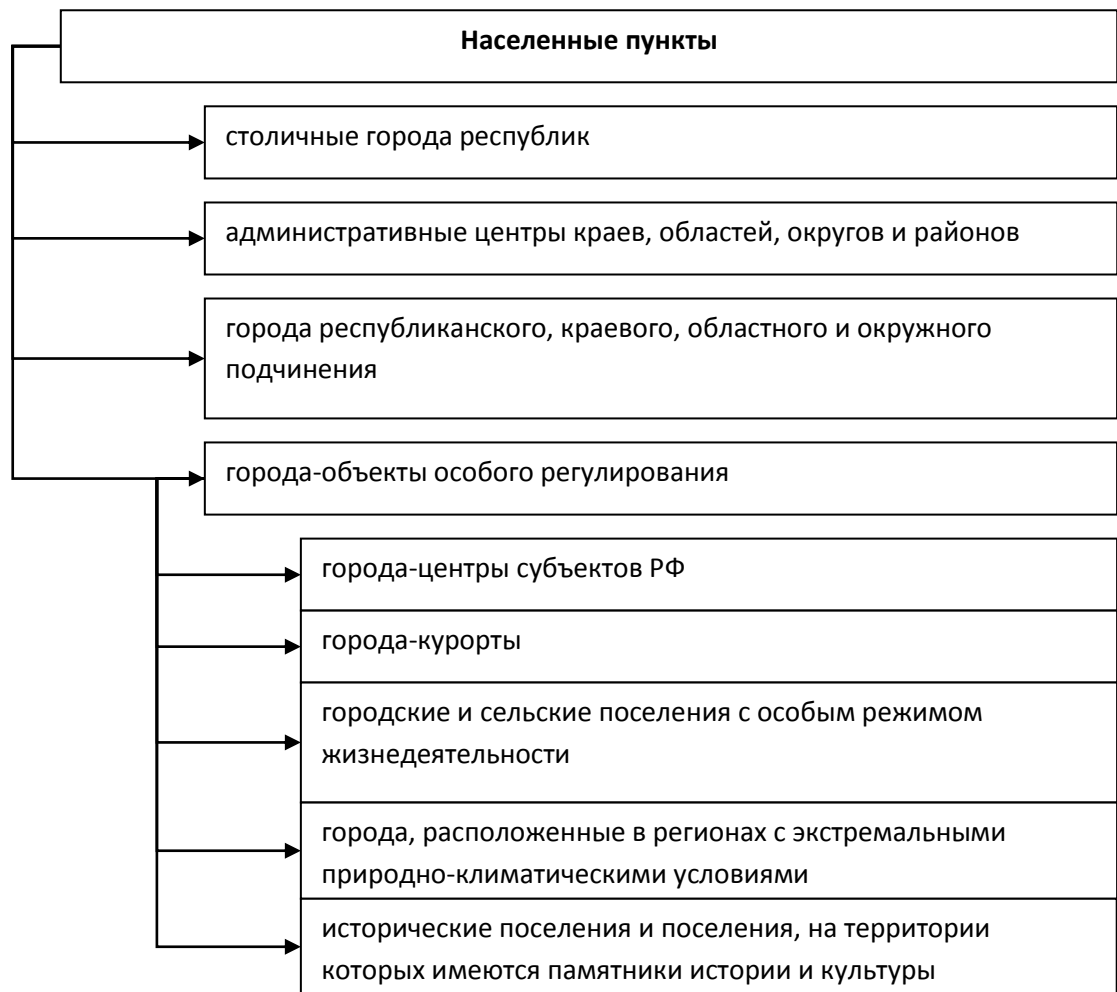 Населенные пункты
столичные города республик
административные центры краев, областей, округов и районов
города республиканского, краевого, областного и окружного
подчинения
города-объекты особого регулирования
города-центры субъектов РФ
города-курорты
городские и сельские поселения с особым режимом
жизнедеятельности
города, расположенные в регионах с экстремальными
природно-климатическими условиями
исторические поселения и поселения, на территории
которых имеются памятники истории и культуры